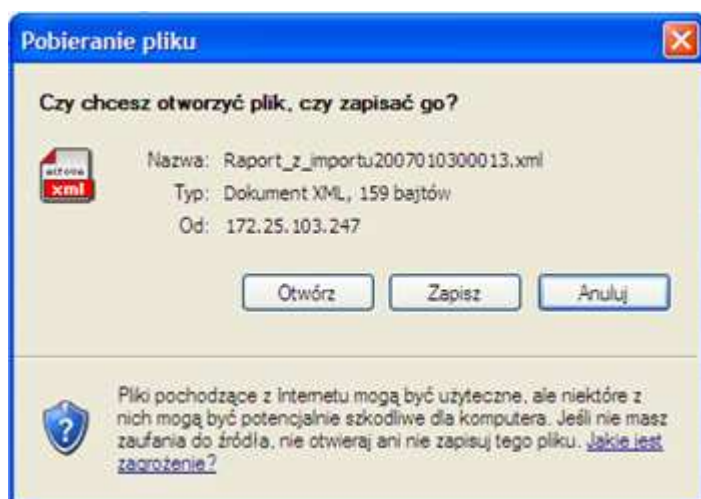 Pobieranie pliku
Czy chcesz otworzyć plik, czy zapisać go?
altova
xml
Nazwa: Raport_z_importu2007010300013.xml
Typ: Dokument XML, 159 bajtów
Od: 172.25.103.247
Otwórz Zapisz Anuluj
Pliki pochodzące z Internetu mogą być użyteczne, ale niektóre z
nich mogą być potencjalnie szkodliwe dla komputera. Jeśli nie masz
zaufania do źródła, nie otwieraj ani nie zapisuj tego pliku. Jakie jest
zagrożenie?